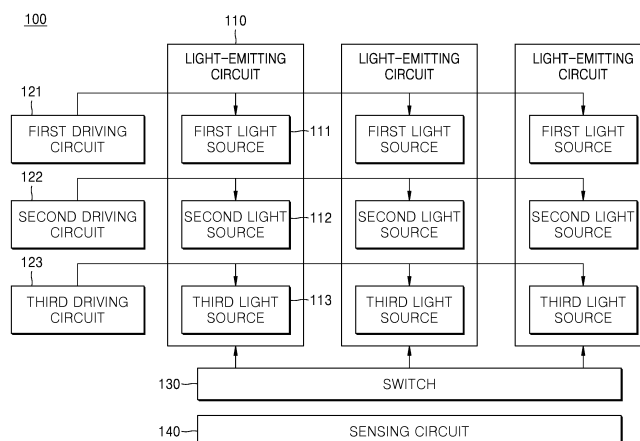 100
110
LIGHT-EMITTING
CIRCUIT
LIGHT-EMITTING
CIRCUIT
LIGHT-EMITTING
CIRCUIT
121
FIRST DRIVING
CIRCUIT
FIRST LIGHT
SOURCE
111
FIRST LIGHT
SOURCE
FIRST LIGHT
SOURCE
122
SECOND DRIVING
CIRCUIT
SECOND LIGHT
SOURCE
112
SECOND LIGHT
SOURCE
SECOND LIGHT
SOURCE
123
THIRD DRIVING
CIRCUIT
THIRD LIGHT
SOURCE
113
THIRD LIGHT
SOURCE
THIRD LIGHT
SOURCE
130
SWITCH
140
SENSING CIRCUIT